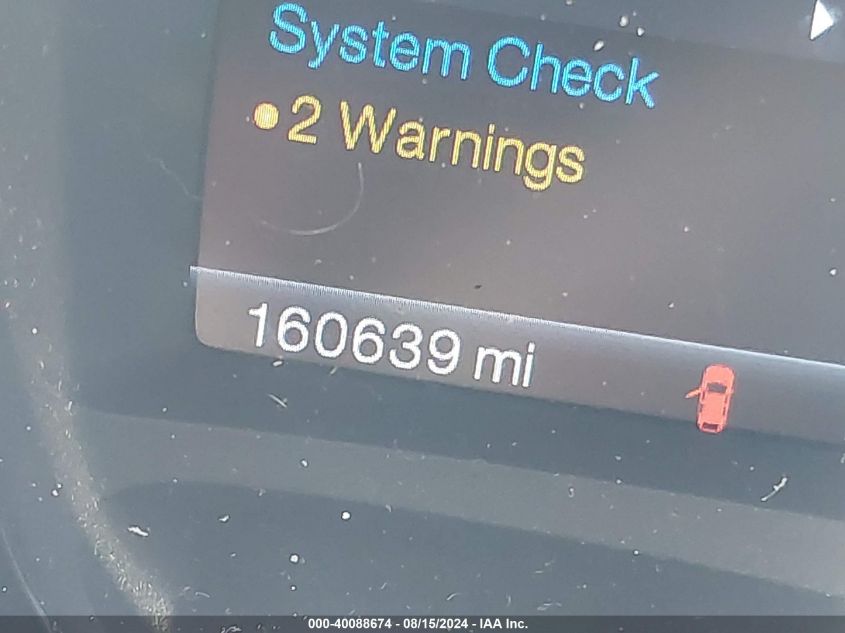 System Check
2 Warnings
160639 mi
000-40088674 - 08/15/2024 - IAA Inc.